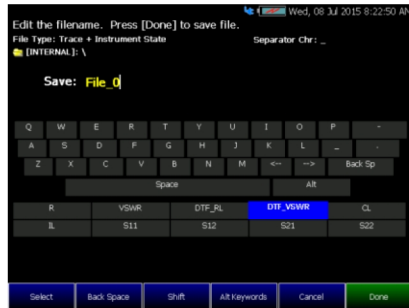 Wed, 08 Jul 2015 8:22:50 AM
Edit the filename. Press [Done] to save file.
File Type: Trace + Instrument State Separator Chr: _
[INTERNAL]: \
Save: File_0
Q W E R T Y U I O P -
A S D F G H J K L _ .
Z X C V B N M <-- --> Back Sp
Space Alt
R VSWR DTF_RL DTF_VSWR CL
IL S11 S12 S21 S22
Select Back Space Shift Alt Keywords Cancel Done